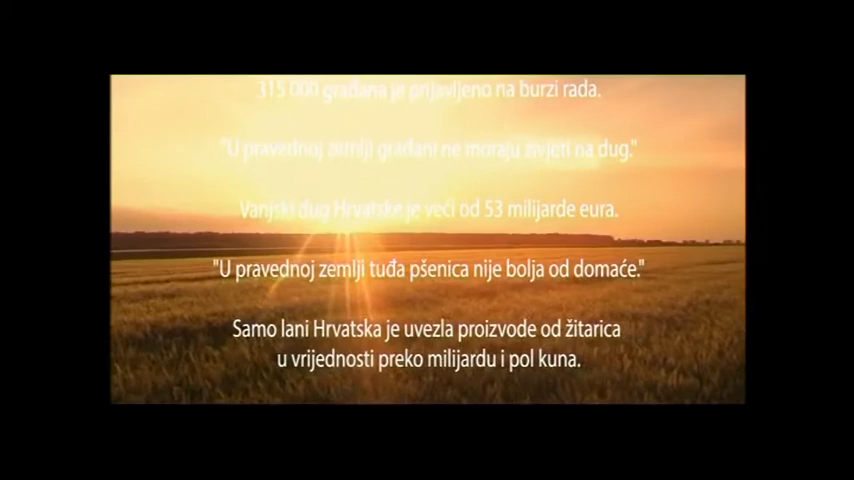 315 000 građana je prijavljeno na burzi rada.
"U pravednoj zemlji građani ne moraju živjeti na dug."
Vanjski dug Hrvatske je veći od 53 milijarde eura.
"U pravednoj zemlji tuđa pšenica nije bolja od domaće."
Samo lani Hrvatska je uvezla proizvode od žitarica
u vrijednosti preko milijardu i pol kuna.